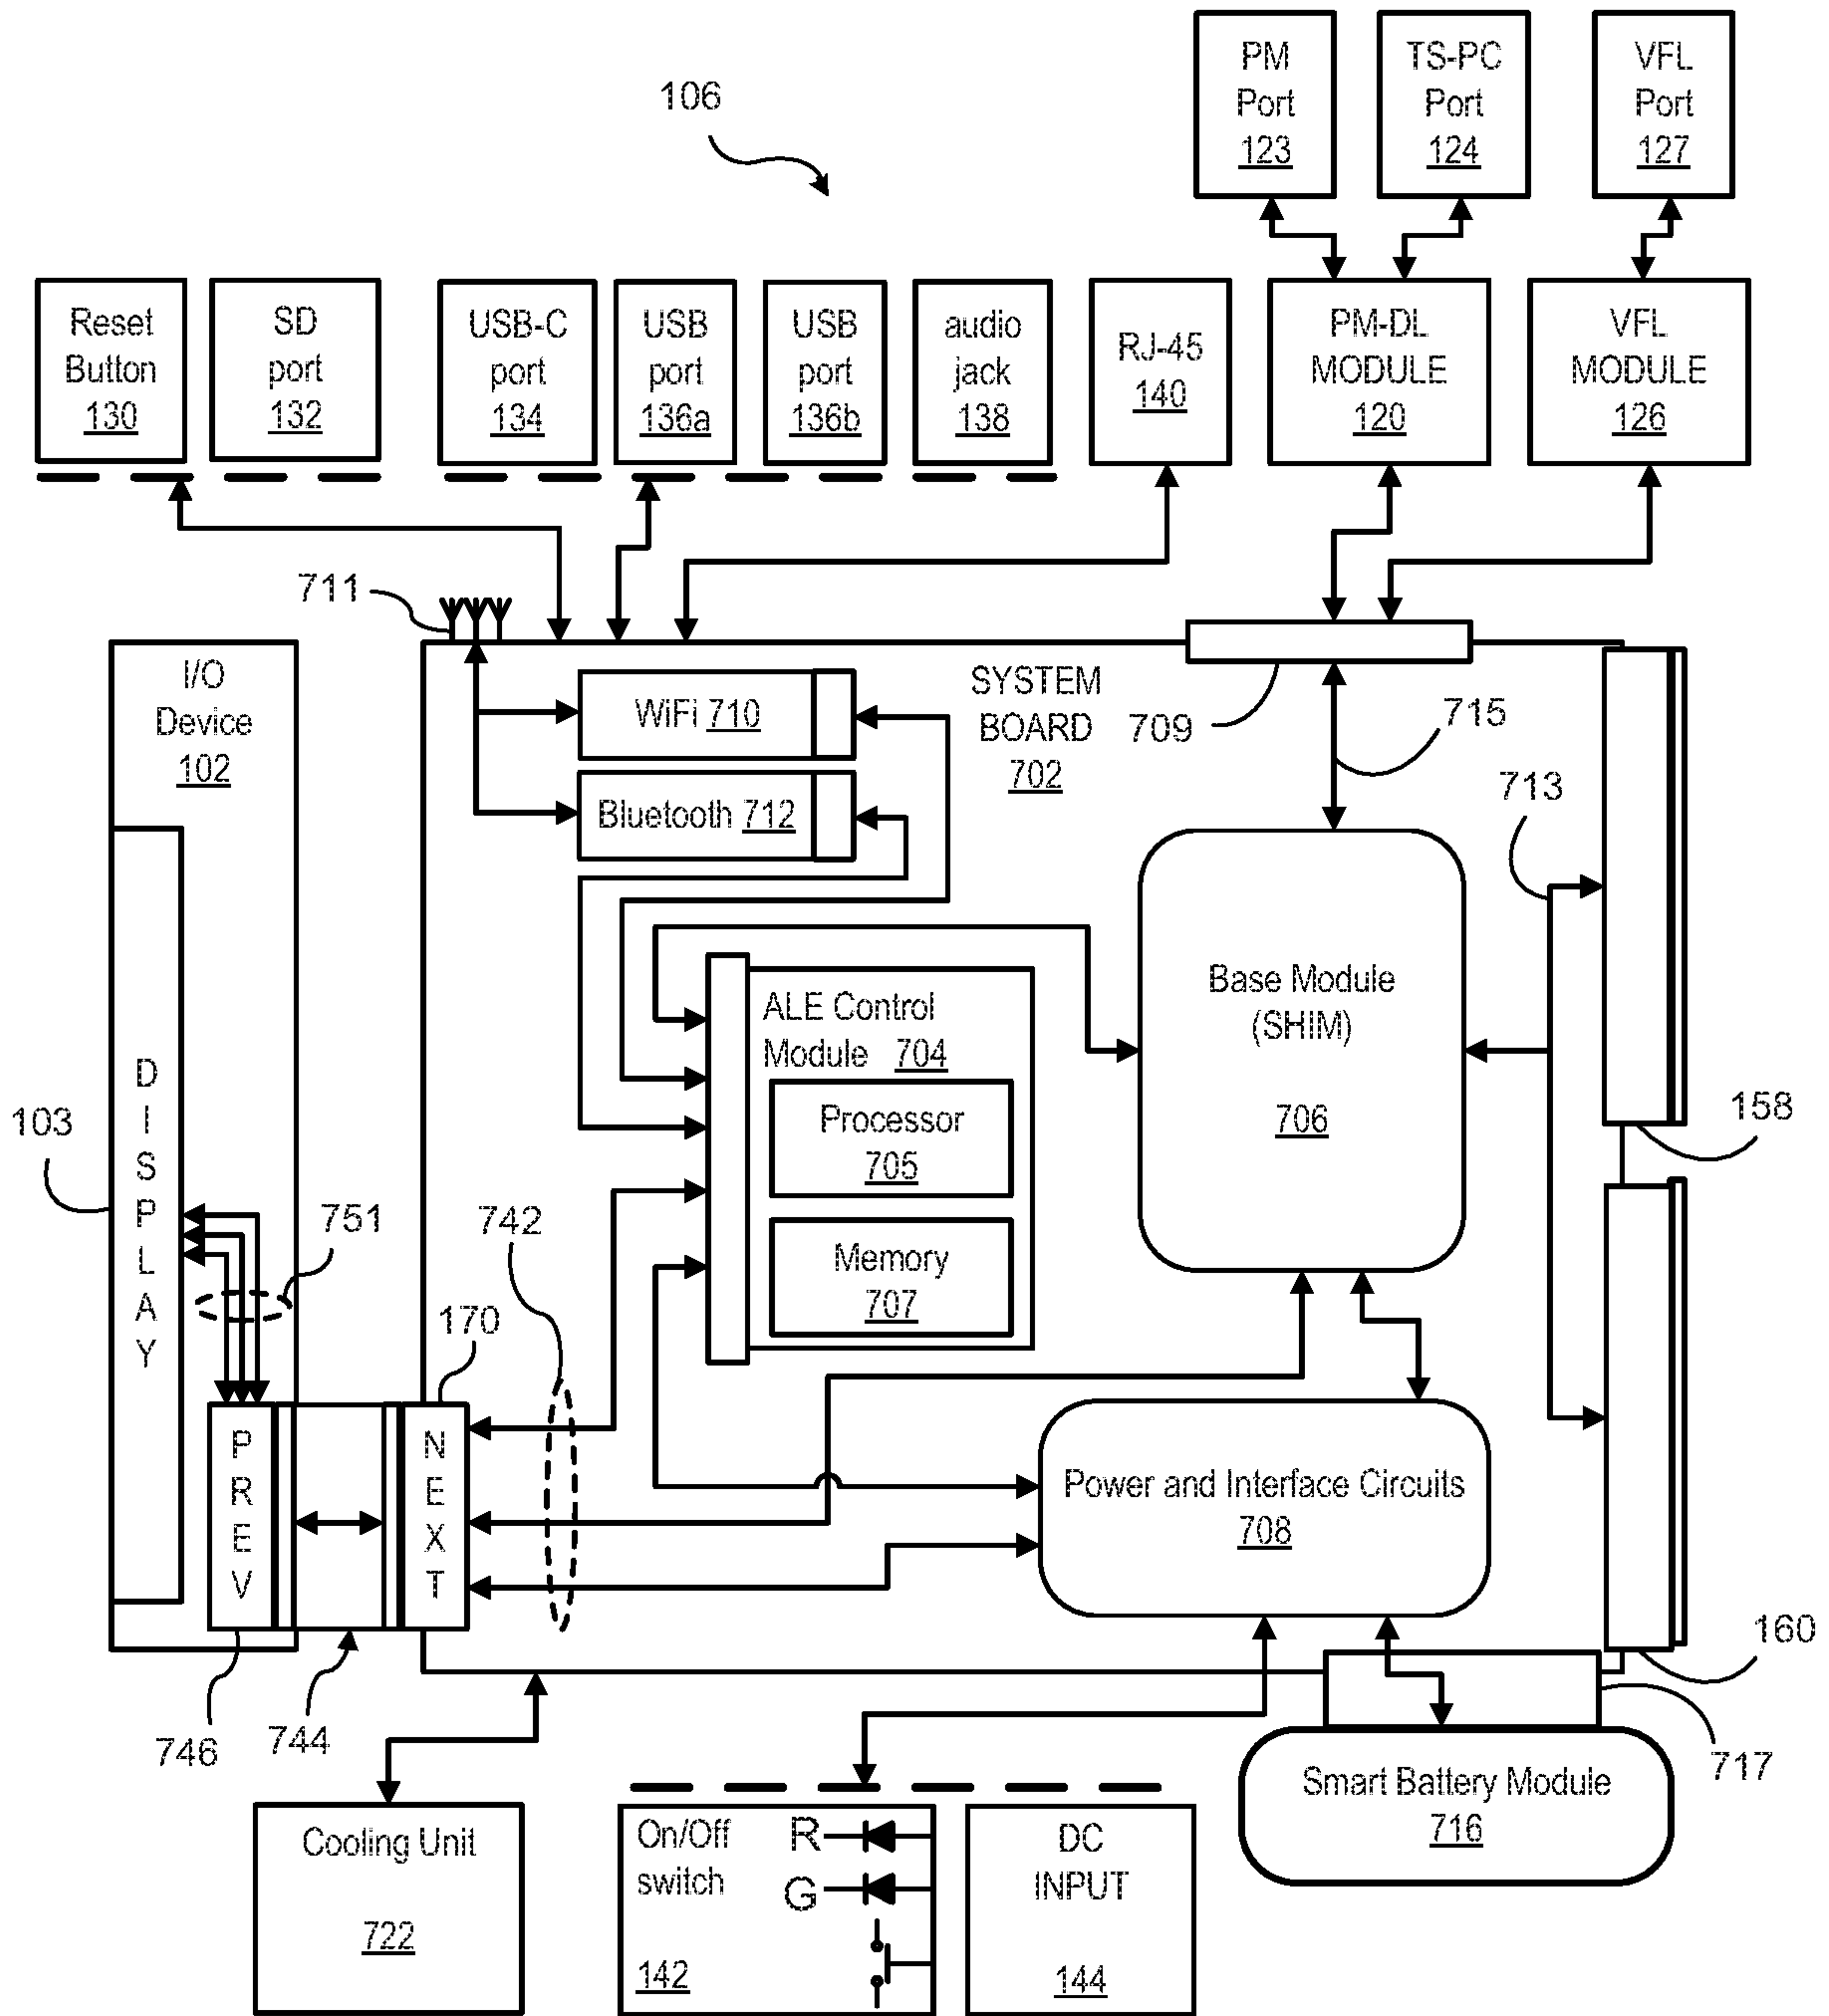 106
PM
Port
123
TS-PC
Port
124
VFL
Port
127
Reset
Button
130
SD
port
132
USB-C
port
134
USB
port
136a
USB
port
136b
audio
jack
138
RJ-45
140
PM-DL
MODULE
120
VFL
MODULE
126
711
I/O
Device
102
WiFi 710
Bluetooth 712
SYSTEM
BOARD
702
709
715
713
Base Module
(SHIM)
706
ALE Control
Module 704
Processor
705
Memory
707
158
103
DISPLAY
751
742
170
PREV
NEXT
Power and Interface Circuits
708
160
746
744
717
Smart Battery Module
716
Cooling Unit
722
On/Off
switch
142
R
G
DC
INPUT
144